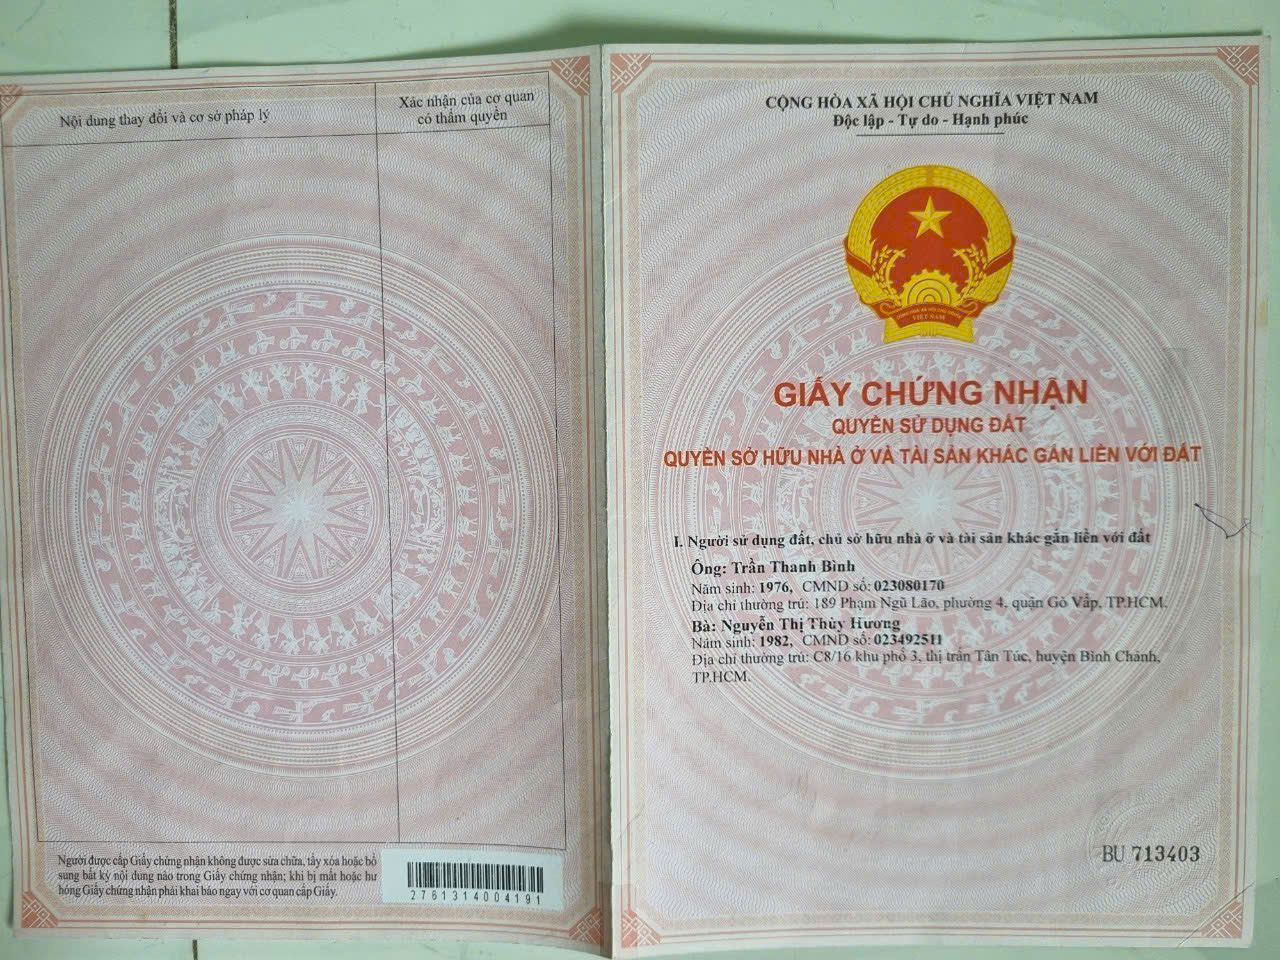 Nội dung thay đổi và cơ sở pháp lý
Xác nhận của cơ quan
có thẩm quyền
Người được cấp Giấy chứng nhận không được sửa chữa, tẩy xóa hoặc bổ
sung bất kỳ nội dung nào trong Giấy chứng nhận; khi bị mất hoặc hư
hỏng Giấy chứng nhận phải khai báo ngay với cơ quan cấp Giấy.
2761314004191
CỘNG HÒA XÃ HỘI CHỦ NGHĨA VIỆT NAM
Độc lập - Tự do - Hạnh phúc
VIỆT NAM
GIẤY CHỨNG NHẬN
QUYỀN SỬ DỤNG ĐẤT
QUYỀN SỞ HỮU NHÀ Ở VÀ TÀI SẢN KHÁC GẮN LIỀN VỚI ĐẤT
I. Người sử dụng đất, chủ sở hữu nhà ở và tài sản khác gắn liền với đất
Ông: Trần Thanh Bình
Năm sinh: 1976, CMND số: 023080170
Địa chỉ thường trú: 189 Phạm Ngũ Lão, phường 4, quận Gò Vấp, TP.HCM.
Bà: Nguyễn Thị Thùy Hương
Năm sinh: 1982, CMND số: 023492511
Địa chỉ thường trú: C8/16 khu phố 3, thị trấn Tân Túc, huyện Bình Chánh,
TP.HCM.
BU 713403